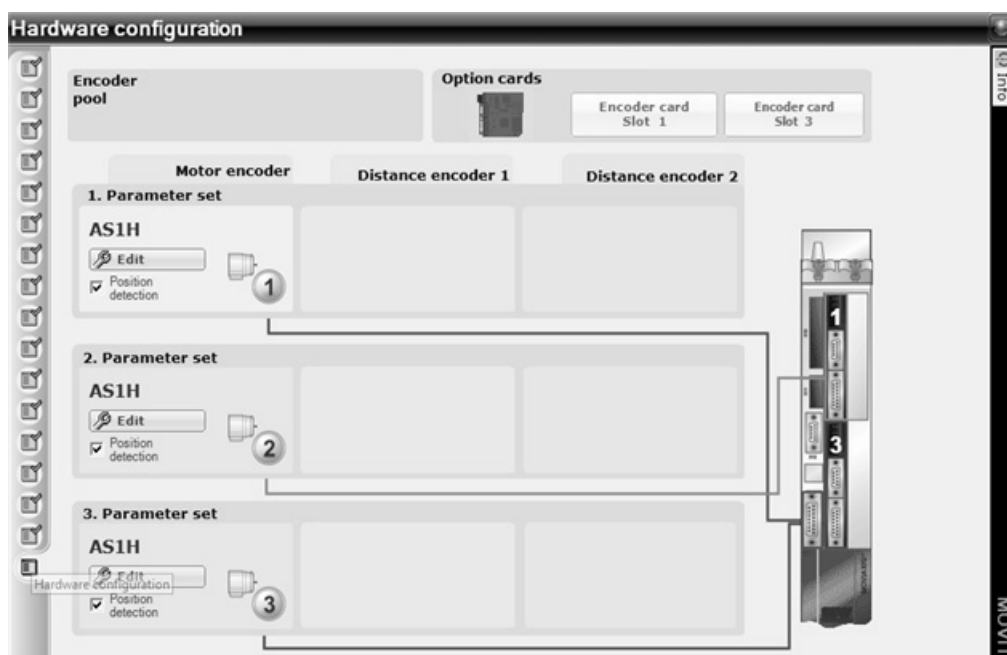 Hardware configuration
Info
Encoder
pool
Option cards
Encoder card
Slot 1
Encoder card
Slot 3
Motor encoder
Distance encoder 1
Distance encoder 2
1. Parameter set
AS1H
Edit
Position
detection
1
2. Parameter set
AS1H
Edit
Position
detection
2
3. Parameter set
AS1H
Edit
Position
detection
3
Hardware configuration
1
3